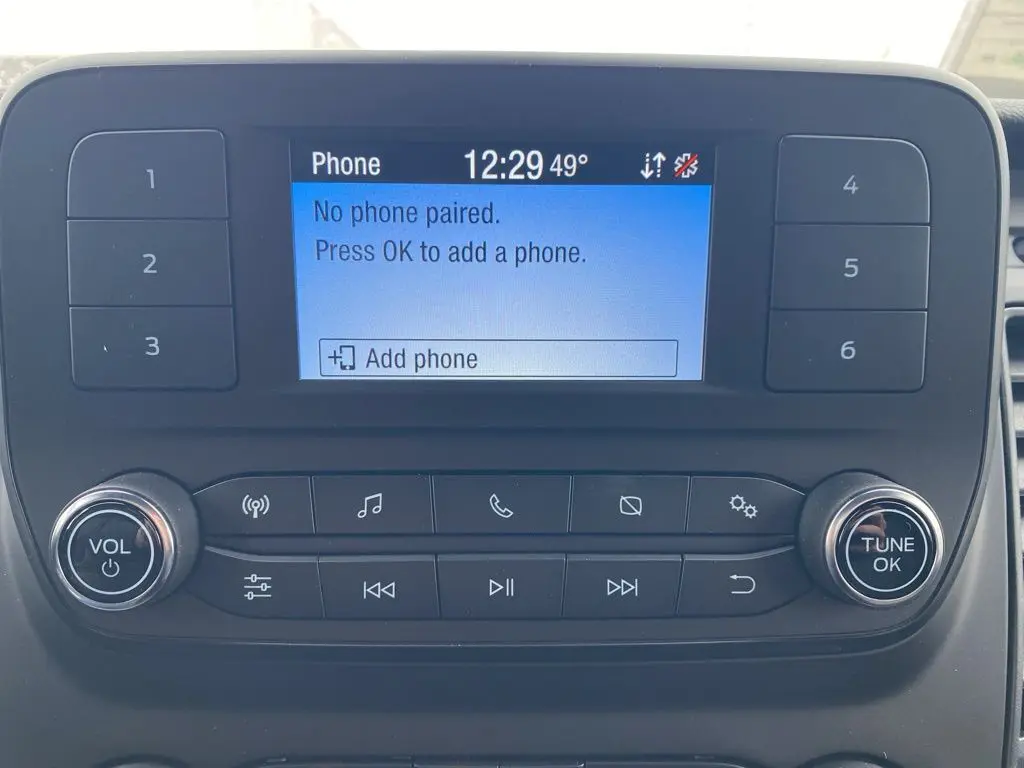 Phone 12:29 49°
No phone paired.
Press OK to add a phone.
Add phone
1
2
3
4
5
6
VOL
TUNE
OK